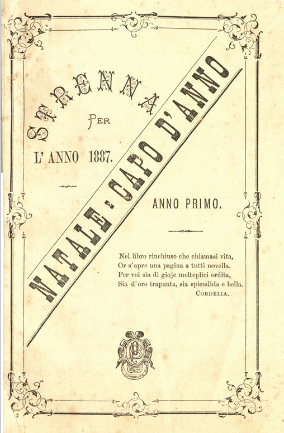 STRENNA
PER
L'ANNO 1887.
NATALE = CAPO D'ANNO
ANNO PRIMO.
Nel libro rinchiuso che chiamasi vita,
Or s'apre una pagina a tutti novella.
Per voi sia di gioje molteplici ordita,
Sia d'oro trapunta, sia splendida e bella.
CORDELIA.